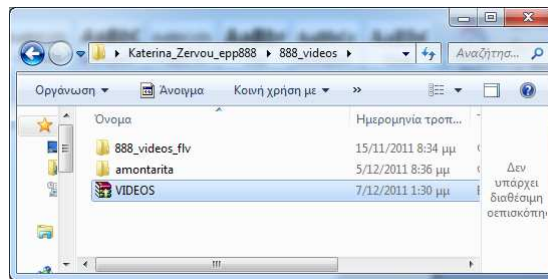 Katerina_Zervou_epp888 ▸ 888_videos ▸ Αναζήτησ...
Οργάνωση Άνοιγμα Κοινή χρήση με »
Όνομα Ημερομηνία τροπ...
888_videos_flv 15/11/2011 8:34 μμ
amontarita 5/12/2011 8:36 μμ
VIDEOS 7/12/2011 1:30 μμ
Δεν
υπάρχει
διαθέσιμη